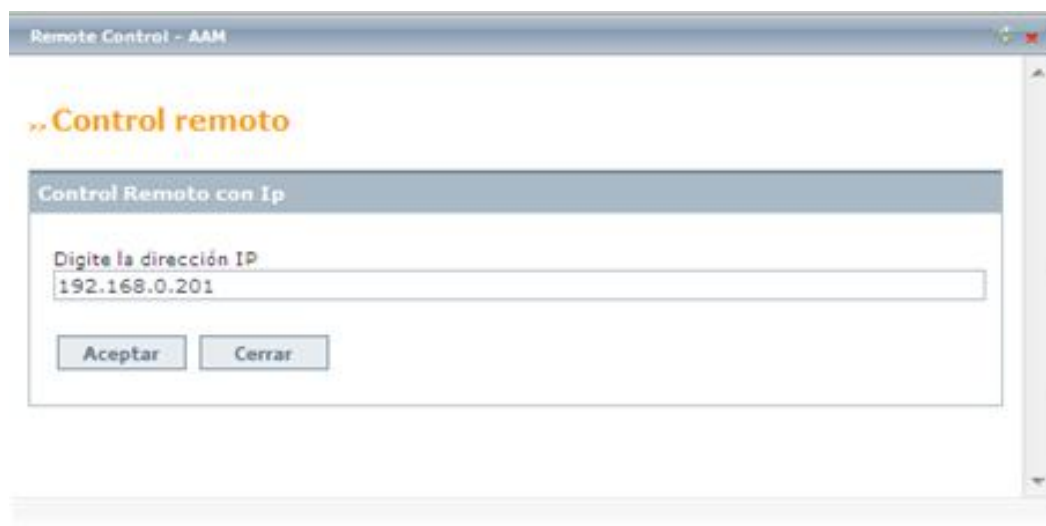 Remote Control - AAM
>> Control remoto
Control Remoto con Ip
Digite la dirección IP
192.168.0.201
Aceptar Cerrar